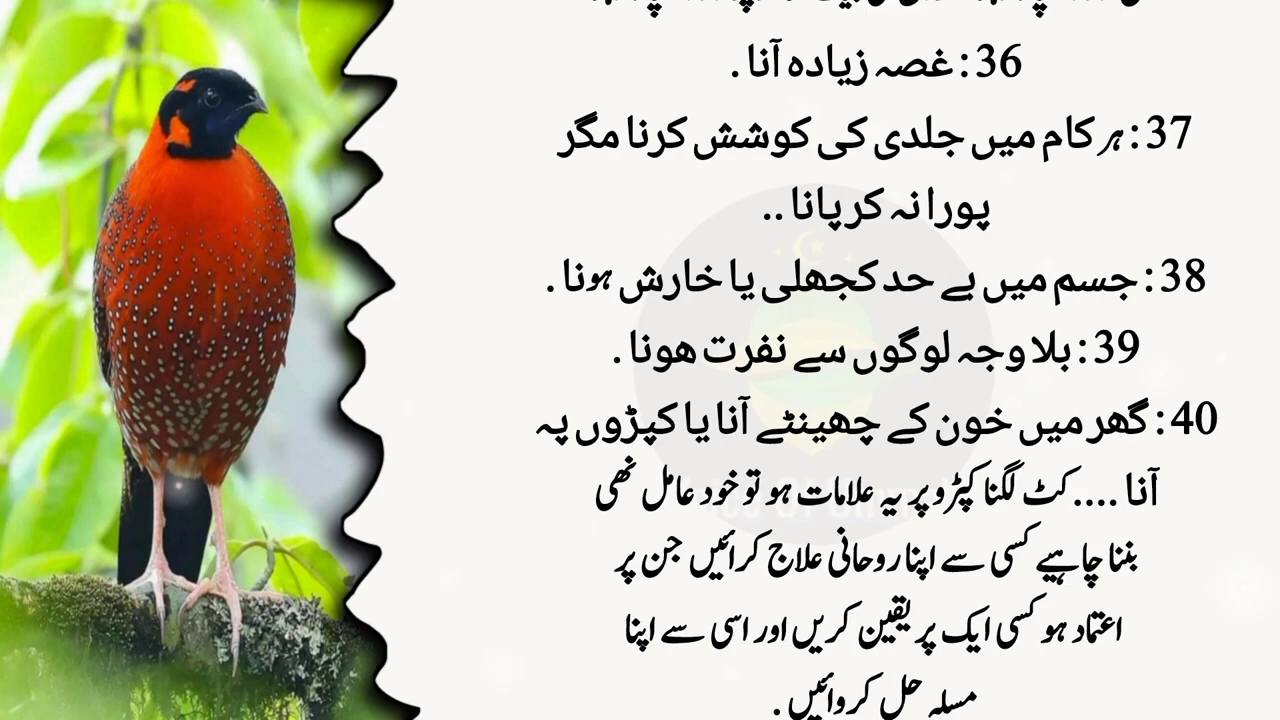 36: غصہ زیادہ آنا .
37: ہر کام میں جلدی کی کوشش کرنا مگر
پورا نہ کر پانا ..
38: جسم میں بے حد کجھلی یا خارش ہونا .
39: بلا وجہ لوگوں سے نفرت ھونا .
40: گھر میں خون کے چھینٹے آنا یا کپڑوں پہ
آنا .... کٹ لگنا کپڑو پر یہ علامات ہو تو خود عامل نھی
بننا چاہیے کسی سے اپنا روحانی علاج کرائیں جن پر
اعتماد ہو کسی ایک پر یقین کریں اور اسی سے اپنا
مسلہ حل کروائیں .